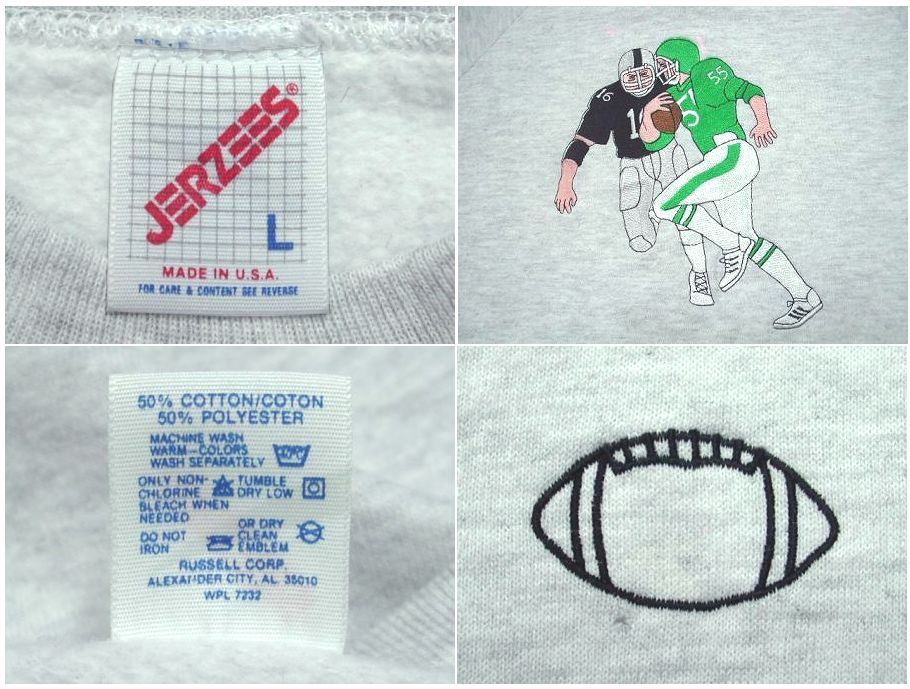 JERZEES®
L
MADE IN U.S.A.
FOR CARE & CONTENT SEE REVERSE
16
1
55
50% COTTON/COTON
50% POLYESTER
MACHINE WASH
WARM-COLORS
WASH SEPARATELY
ONLY NON-
CHLORINE
BLEACH WHEN
NEEDED
TUMBLE
DRY LOW
DO NOT
IRON
OR DRY
CLEAN
EMBLEM
RUSSELL CORP.
ALEXANDER CITY, AL 35010
WPL 7232